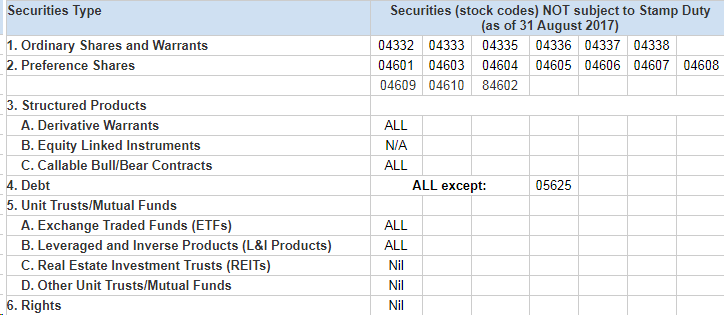 Securities Type Securities (stock codes) NOT subject to Stamp Duty
(as of 31 August 2017)
1. Ordinary Shares and Warrants 04332 04333 04335 04336 04337 04338
2. Preference Shares 04601 04603 04604 04605 04606 04607 04608
04609 04610 84602
3. Structured Products
A. Derivative Warrants ALL
B. Equity Linked Instruments N/A
C. Callable Bull/Bear Contracts ALL
4. Debt ALL except: 05625
5. Unit Trusts/Mutual Funds
A. Exchange Traded Funds (ETFs) ALL
B. Leveraged and Inverse Products (L&I Products) ALL
C. Real Estate Investment Trusts (REITs) Nil
D. Other Unit Trusts/Mutual Funds Nil
6. Rights Nil